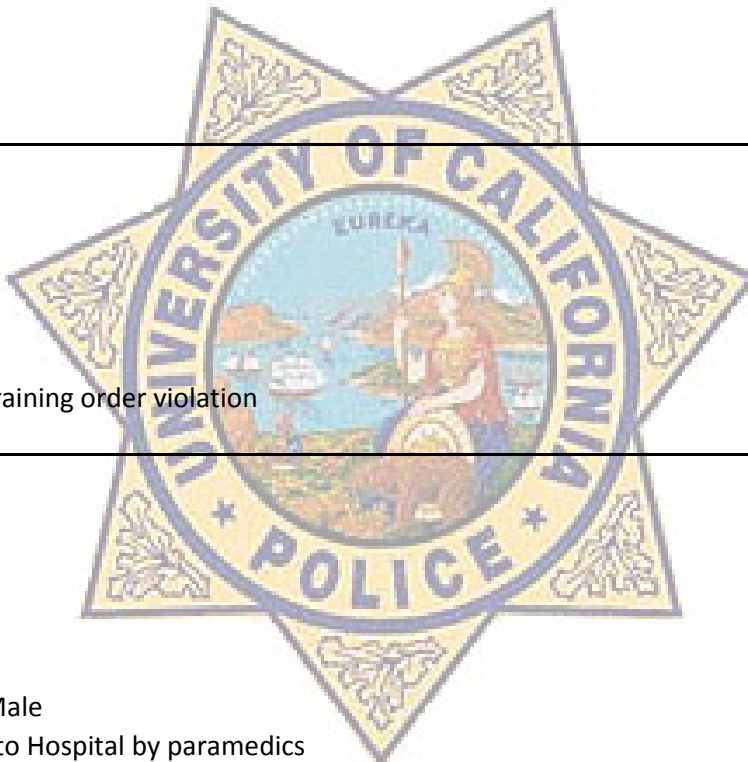 UNIVERSITY OF CALIFORNIA
EUREKA
raining order violation
POLICE
Male
to Hospital by paramedics